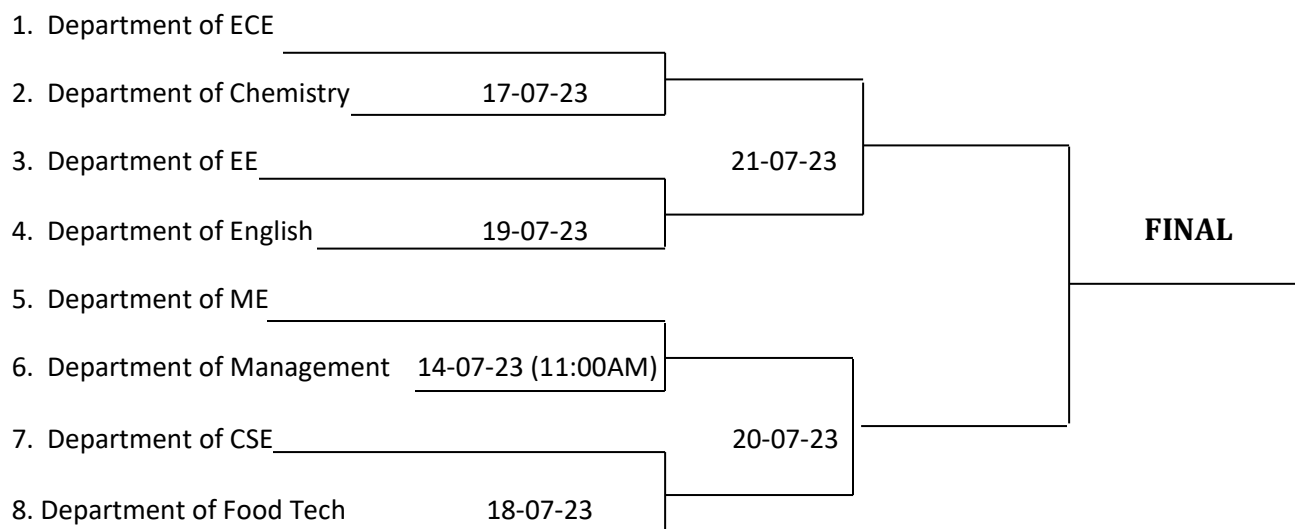 1. Department of ECE
2. Department of Chemistry 17-07-23
3. Department of EE 21-07-23
4. Department of English 19-07-23 FINAL
5. Department of ME
6. Department of Management 14-07-23 (11:00AM)
7. Department of CSE 20-07-23
8. Department of Food Tech 18-07-23